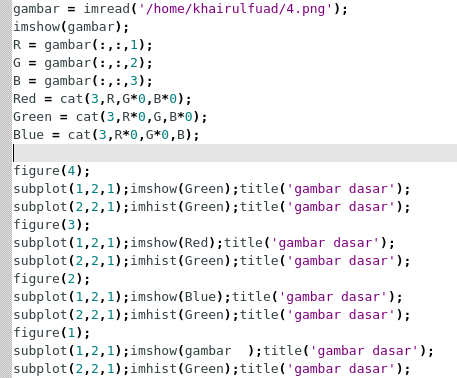 gambar = imread('/home/khairulfuad/4.png');
imshow(gambar);
R = gambar(:,:,1);
G = gambar(:,:,2);
B = gambar(:,:,3);
Red = cat(3,R,G*0,B*0);
Green = cat(3,R*0,G,B*0);
Blue = cat(3,R*0,G*0,B);
figure(4);
subplot(1,2,1);imshow(Green);title('gambar dasar');
subplot(2,2,1);imhist(Green);title('gambar dasar');
figure(3);
subplot(1,2,1);imshow(Red);title('gambar dasar');
subplot(2,2,1);imhist(Green);title('gambar dasar');
figure(2);
subplot(1,2,1);imshow(Blue);title('gambar dasar');
subplot(2,2,1);imhist(Green);title('gambar dasar');
figure(1);
subplot(1,2,1);imshow(gambar  );title('gambar dasar');
subplot(2,2,1);imhist(Green);title('gambar dasar');